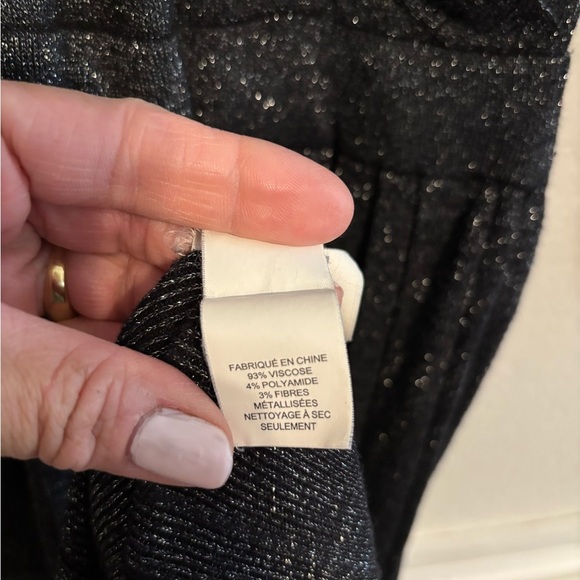 FABRIQUÉ EN CHINE
93% VISCOSE
4% POLYAMIDE
3% FIBRES
MÉTALLISÉES
NETTOYAGE À SEC
SEULEMENT